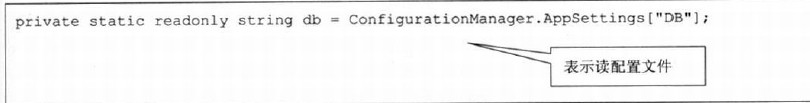 private static readonly string db = ConfigurationManager.AppSettings["DB"];
表示读配置文件